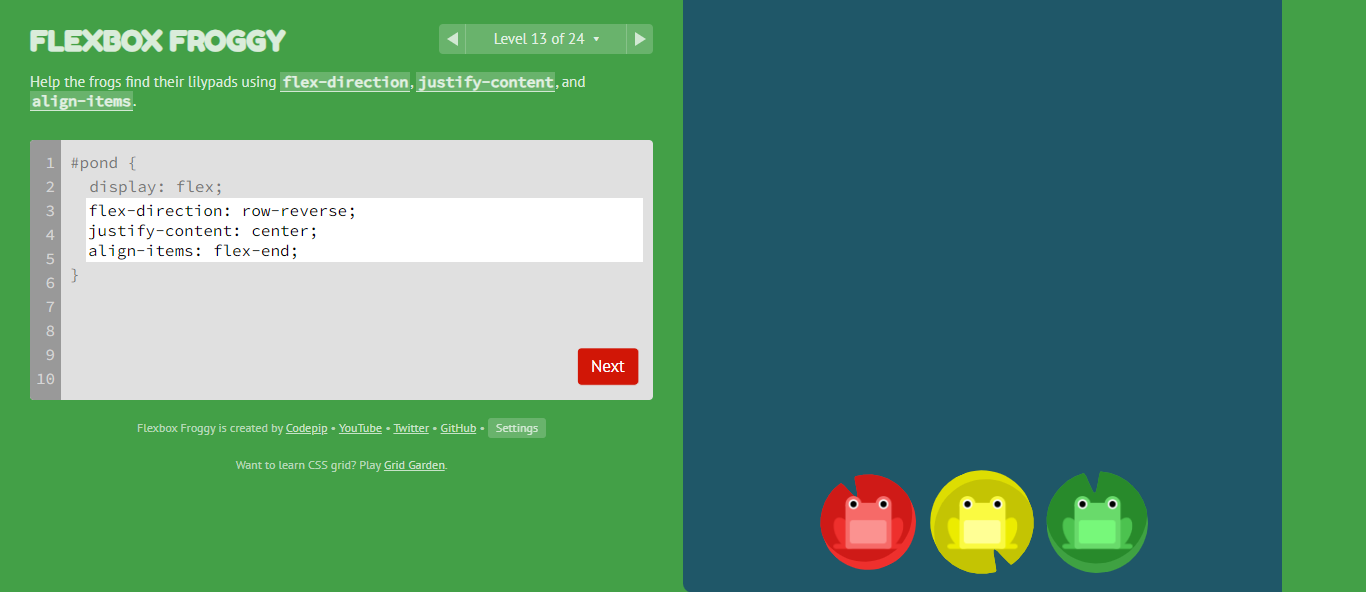 FLEXBOX FROGGY
Level 13 of 24
Help the frogs find their lilypads using flex-direction, justify-content, and
align-items.
1 #pond {
2 display: flex;
3 flex-direction: row-reverse;
4 justify-content: center;
5 align-items: flex-end;
6 }
7
8
9
10
Next
Flexbox Froggy is created by Codepip • YouTube • Twitter • GitHub • Settings
Want to learn CSS grid? Play Grid Garden.